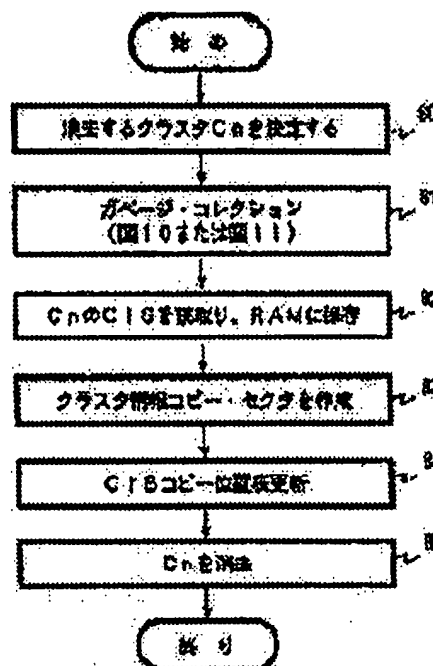 始 め
消去するクラスタCnを決定する
ガベージ・コレクション
(図10または図11)
CnのCISを読取り、RAMに保存
クラスタ情報コピー・セクタを作成
CISコピー位置表更新
Cnを消去
終 り